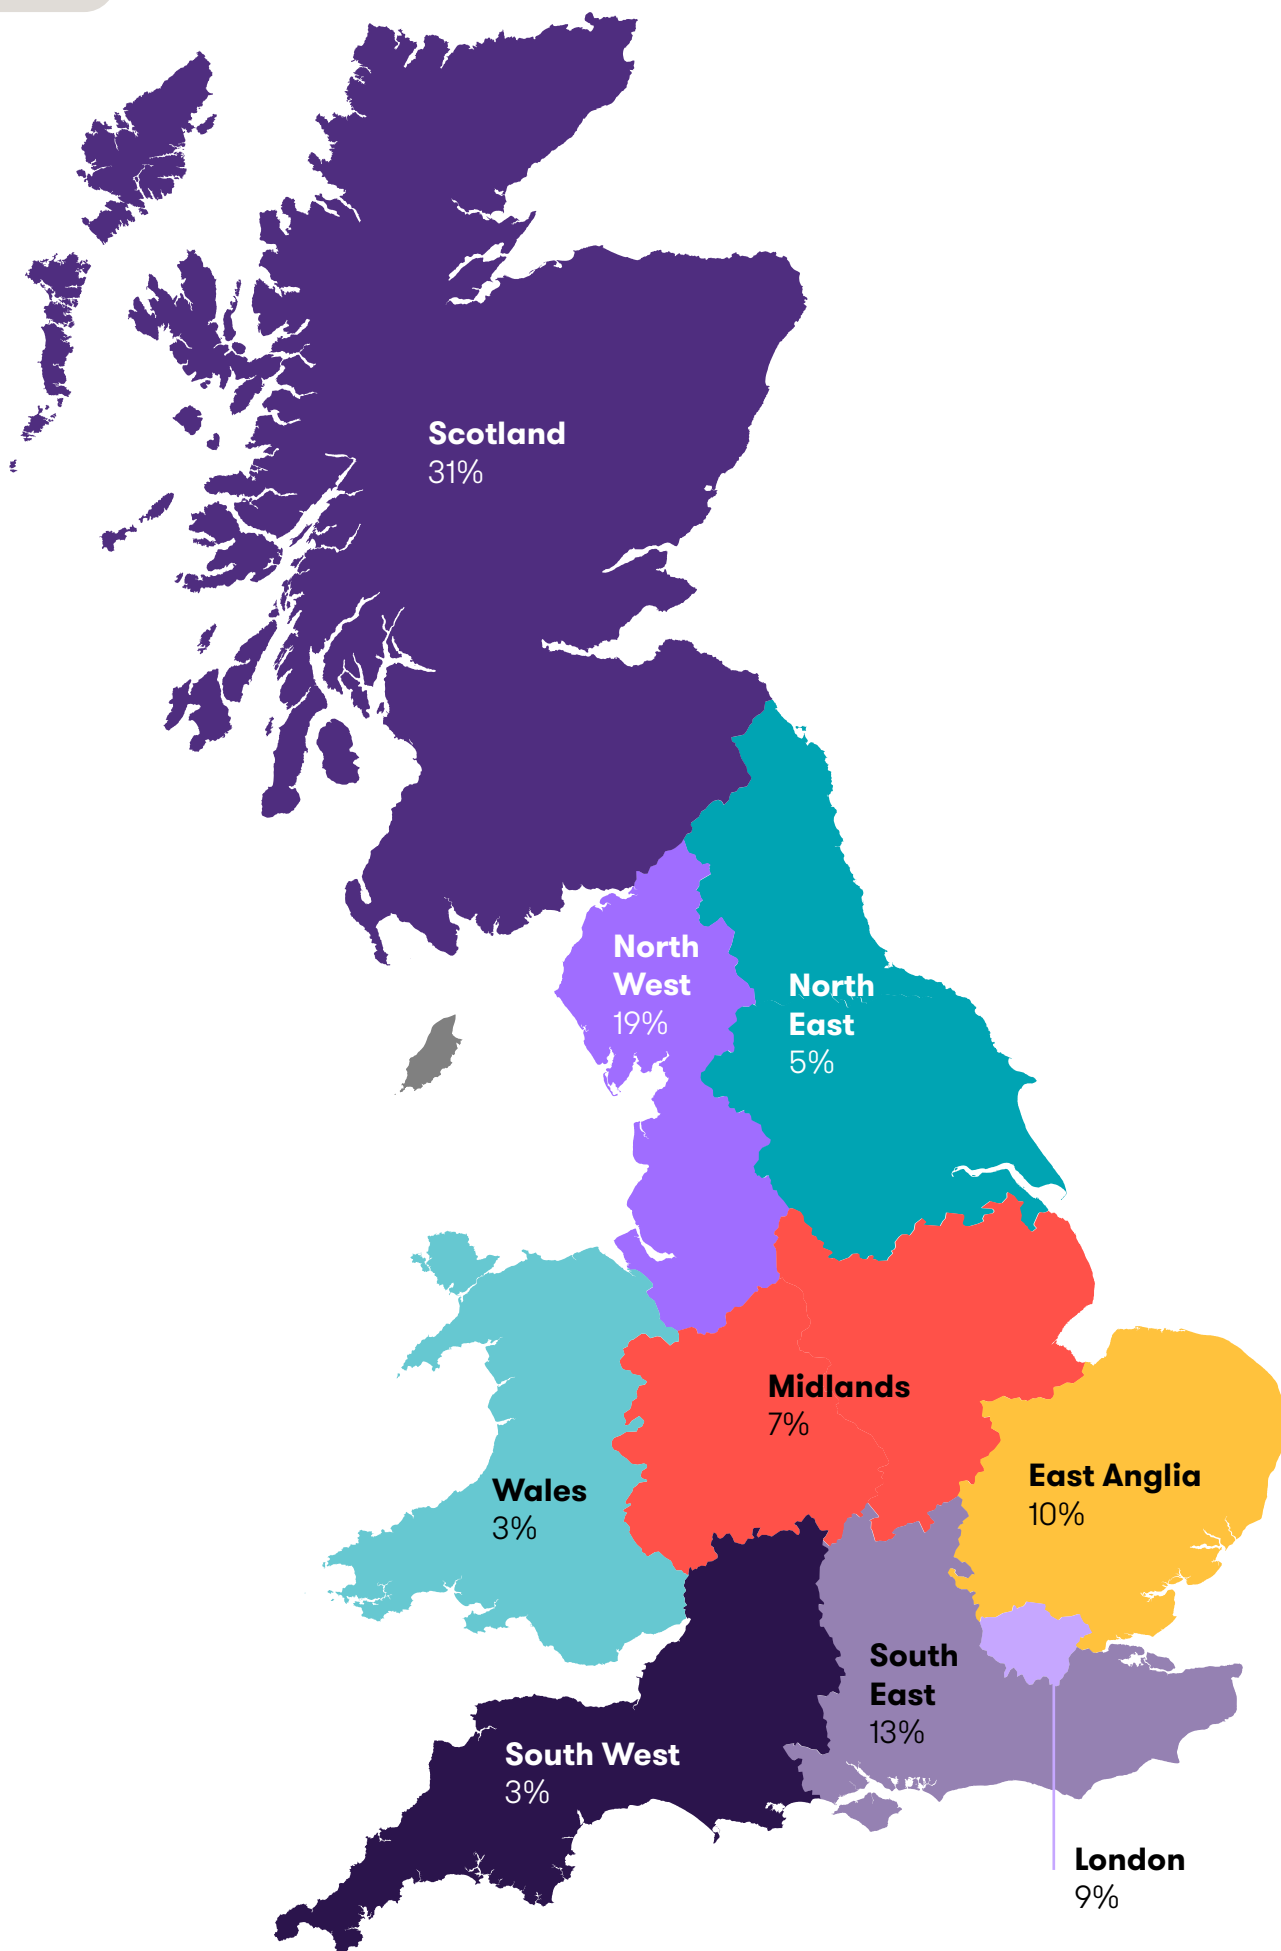 Scotland
31%
North
West
19%
North
East
5%
Midlands
7%
East Anglia
10%
Wales
3%
South
East
13%
South West
3%
London
9%